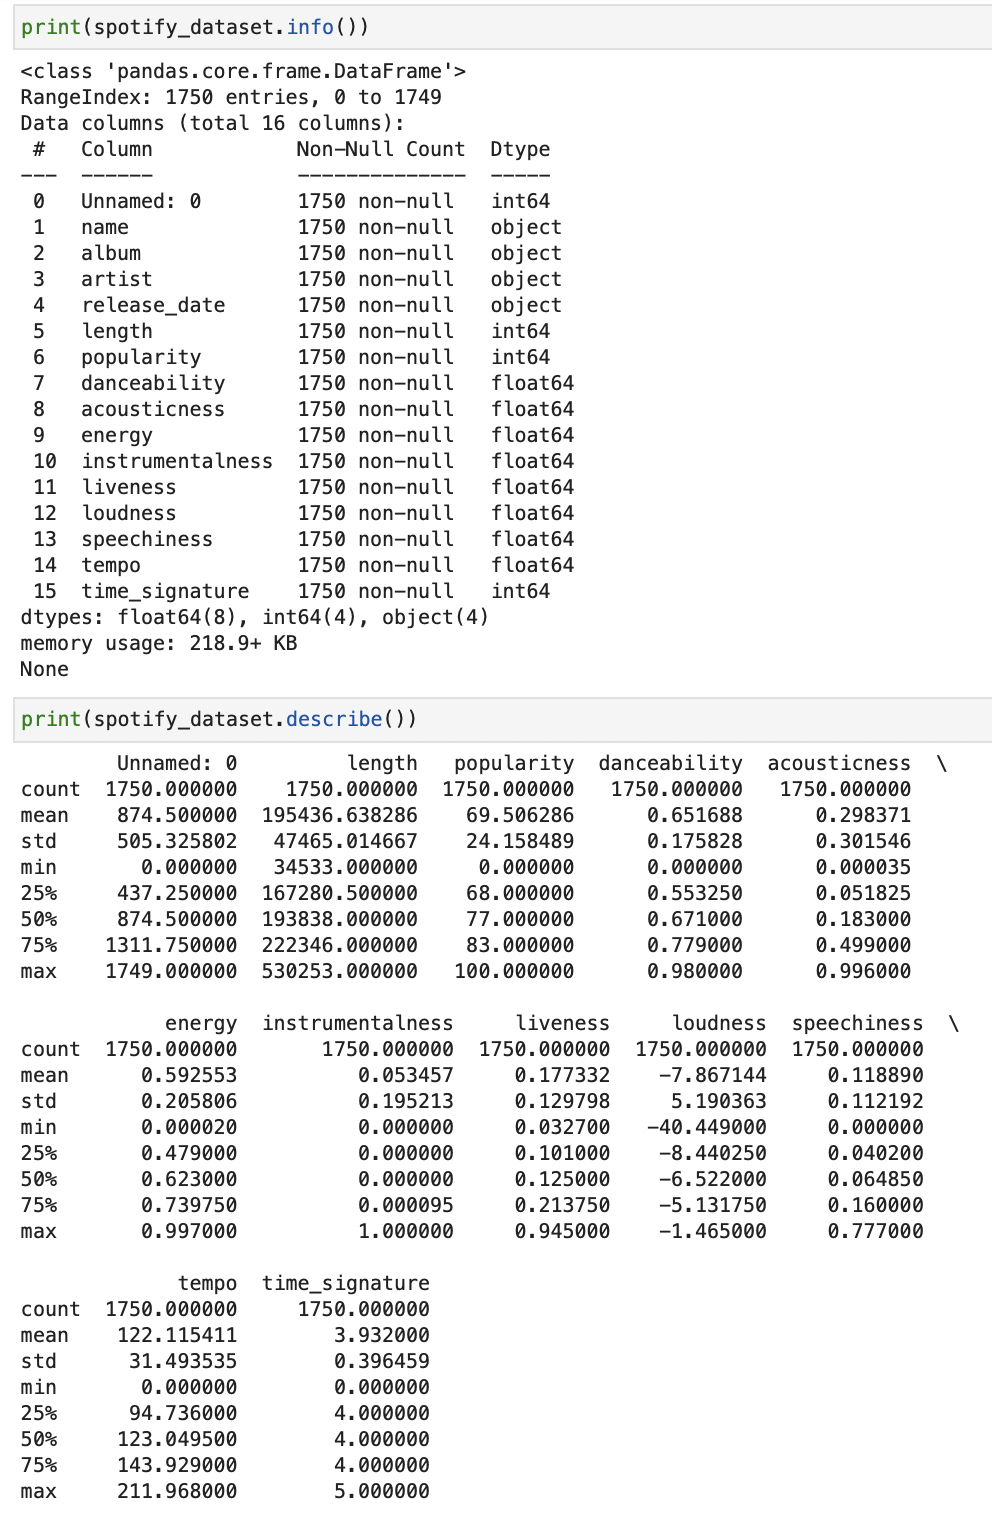 print(spotify_dataset.info())
<class 'pandas.core.frame.DataFrame'>
RangeIndex: 1750 entries, 0 to 1749
Data columns (total 16 columns):
 #   Column            Non-Null Count  Dtype
---  ------            --------------  -----
 0   Unnamed: 0        1750 non-null   int64
 1   name              1750 non-null   object
 2   album             1750 non-null   object
 3   artist            1750 non-null   object
 4   release_date      1750 non-null   object
 5   length            1750 non-null   int64
 6   popularity        1750 non-null   int64
 7   danceability      1750 non-null   float64
 8   acousticness      1750 non-null   float64
 9   energy            1750 non-null   float64
 10  instrumentalness  1750 non-null   float64
 11  liveness          1750 non-null   float64
 12  loudness          1750 non-null   float64
 13  speechiness       1750 non-null   float64
 14  tempo             1750 non-null   float64
 15  time_signature    1750 non-null   int64
dtypes: float64(8), int64(4), object(4)
memory usage: 218.9+ KB
None
print(spotify_dataset.describe())
        Unnamed: 0         length   popularity  danceability  acousticness  \
count  1750.000000    1750.000000  1750.000000   1750.000000   1750.000000
mean    874.500000  195436.638286    69.506286      0.651688      0.298371
std     505.325802   47465.014667    24.158489      0.175828      0.301546
min       0.000000   34533.000000     0.000000      0.000000      0.000035
25%     437.250000  167280.500000    68.000000      0.553250      0.051825
50%     874.500000  193838.000000    77.000000      0.671000      0.183000
75%    1311.750000  222346.000000    83.000000      0.779000      0.499000
max    1749.000000  530253.000000   100.000000      0.980000      0.996000
            energy  instrumentalness     liveness     loudness  speechiness  \
count  1750.000000       1750.000000  1750.000000  1750.000000  1750.000000
mean      0.592553          0.053457     0.177332    -7.867144     0.118890
std       0.205806          0.195213     0.129798     5.190363     0.112192
min       0.000020          0.000000     0.032700   -40.449000     0.000000
25%       0.479000          0.000000     0.101000    -8.440250     0.040200
50%       0.623000          0.000000     0.125000    -6.522000     0.064850
75%       0.739750          0.000095     0.213750    -5.131750     0.160000
max       0.997000          1.000000     0.945000    -1.465000     0.777000
             tempo  time_signature
count  1750.000000     1750.000000
mean    122.115411        3.932000
std      31.493535        0.396459
min       0.000000        0.000000
25%      94.736000        4.000000
50%     123.049500        4.000000
75%     143.929000        4.000000
max     211.968000        5.000000